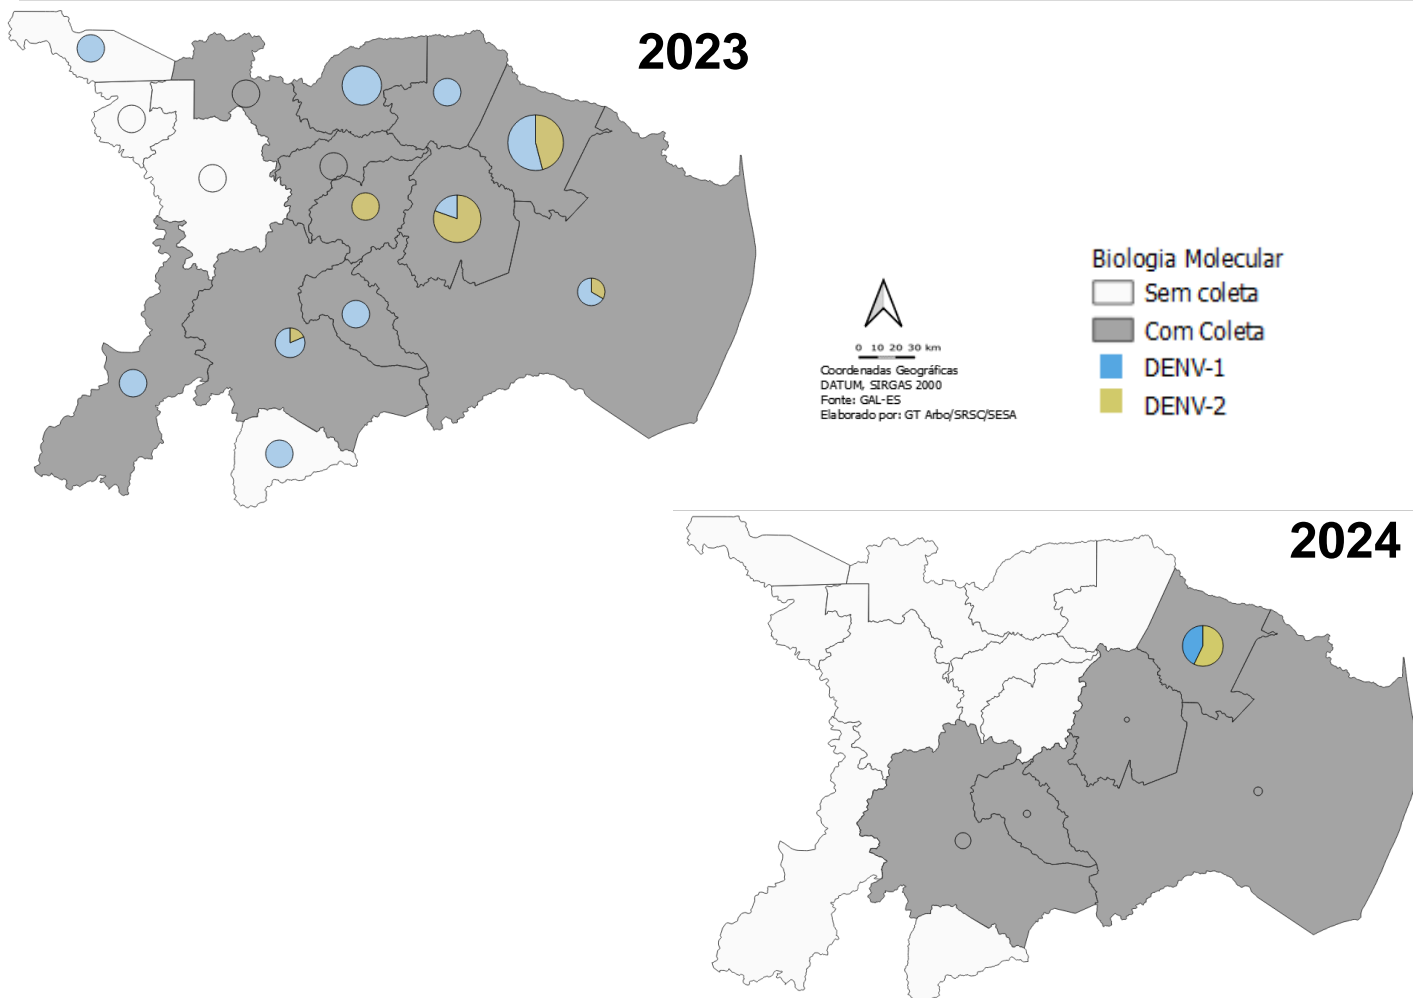 2023
Biologia Molecular
Sem coleta
Com Coleta
DENV-1
DENV-2
0 10 20 30 km
Coordenadas Geográficas
DATUM, SIRGAS 2000
Fonte: GAL-ES
Elaborado por: GT Arbo/SRSC/SESA
2024